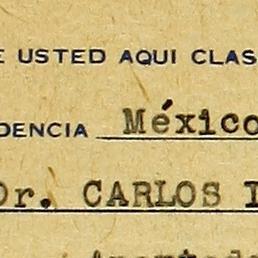 E USTED AQUI CLAS
DENCIA México
Dr. CARLOS